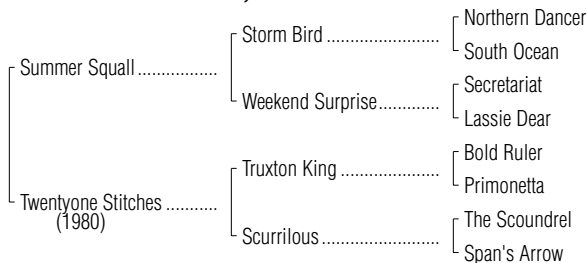 Northern Dancer
Storm Bird ..........................
South Ocean
Summer Squall .................
Secretariat
Weekend Surprise .............
Lassie Dear
Bold Ruler
Truxton King ......................
Primonetta
Twentyone Stitches ...........
(1980)
The Scoundrel
Scurrilous ...........................
Span's Arrow